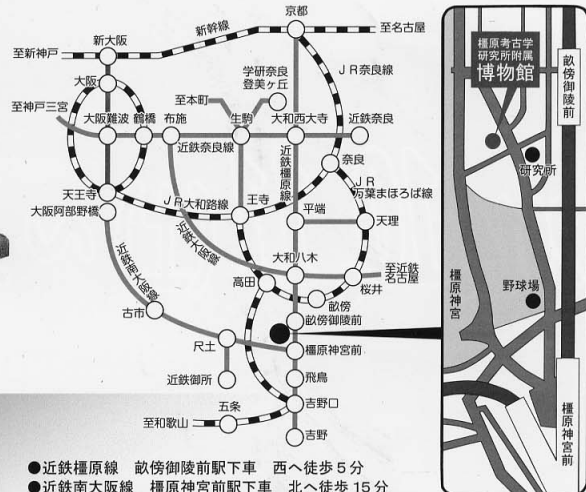 京都
新幹線
至名古屋
至新神戸
新大阪
JR奈良線
大阪
学研奈良
登美ヶ丘
至神戸三宮
至本町
大阪難波
鶴橋
布施
生駒
大和西大寺
近鉄奈良
近鉄奈良線
近鉄橿原線
奈良
天王寺
JR大和路線
王寺
JR
万葉まほろば線
大阪阿部野橋
近鉄大阪線
平端
天理
近鉄南大阪線
大和八木
至近鉄
名古屋
高田
桜井
畝傍
古市
畝傍御陵前
尺土
橿原神宮前
近鉄御所
飛鳥
五条
吉野口
至和歌山
吉野
橿原考古学
研究所附属
博物館
畝傍御陵前
研究所
橿原神宮
野球場
橿原神宮前
●近鉄橿原線 畝傍御陵前駅下車 西へ徒歩5分
●近鉄南大阪線 橿原神宮前駅下車 北へ徒歩15分